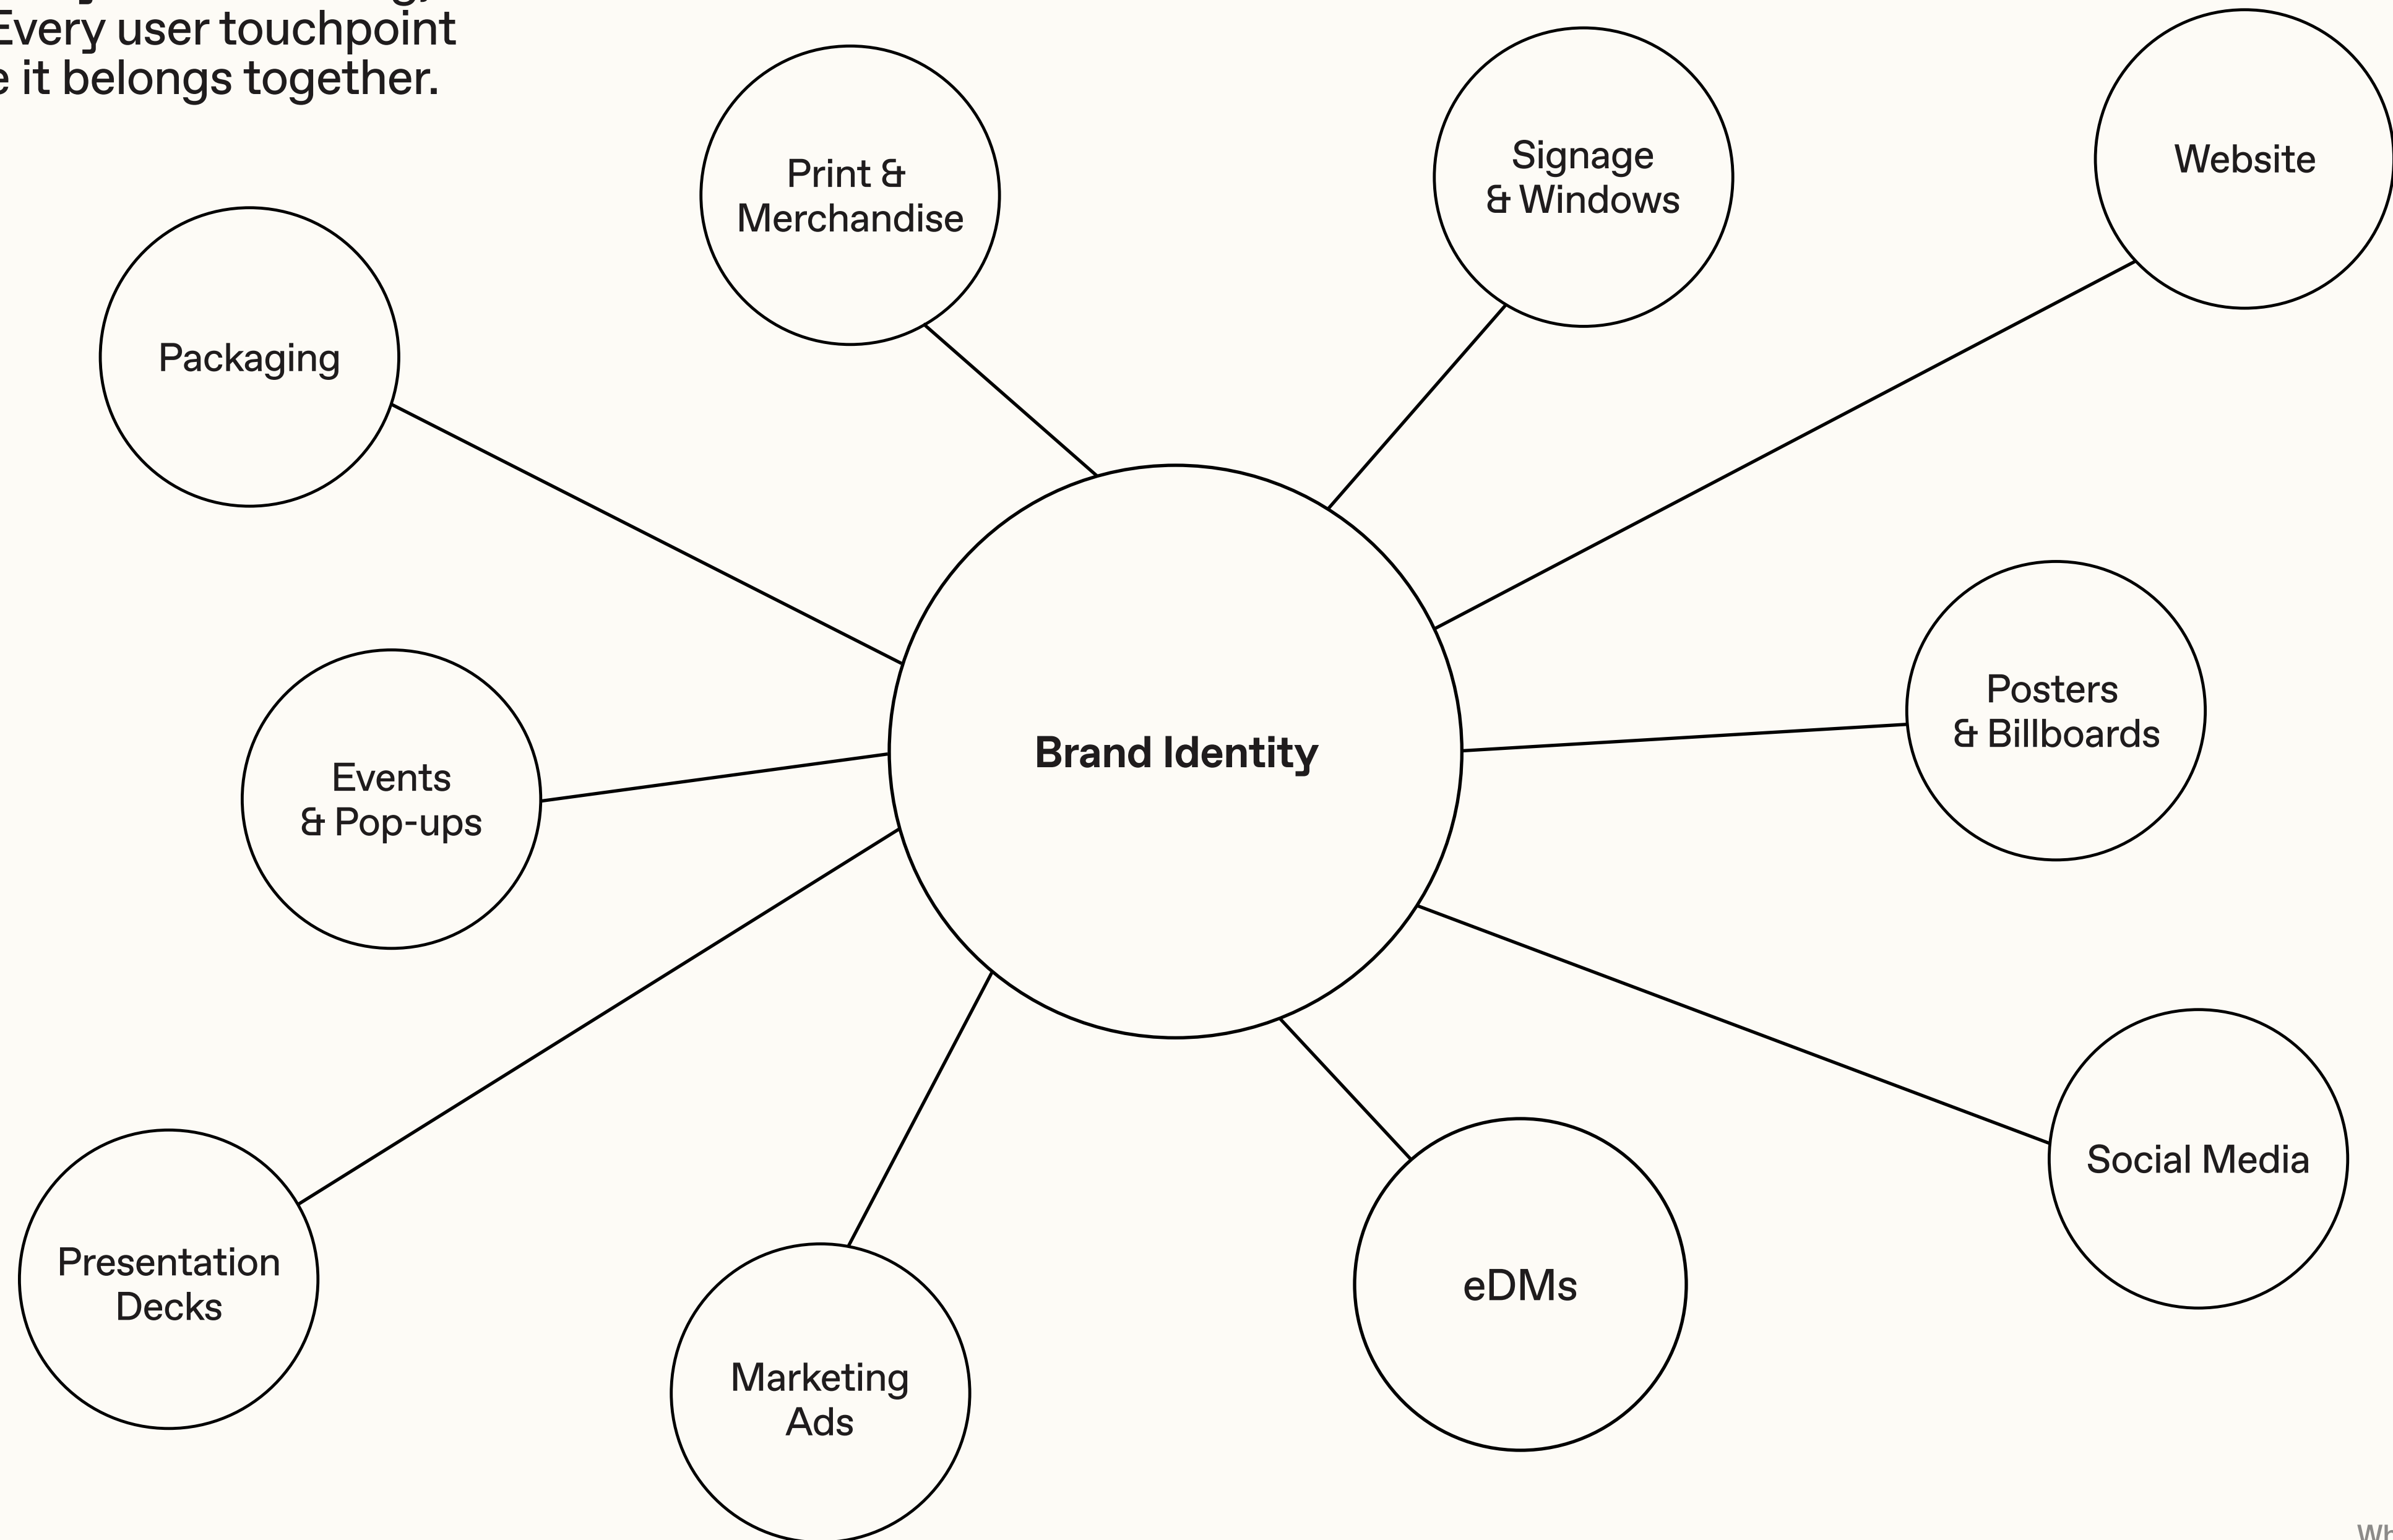 Every user touchpoint
it belongs together.
Print &
Merchandise
Signage
& Windows
Website
Packaging
Posters
& Billboards
Brand Identity
Events
& Pop-ups
Social Media
Presentation
Decks
eDMs
Marketing
Ads